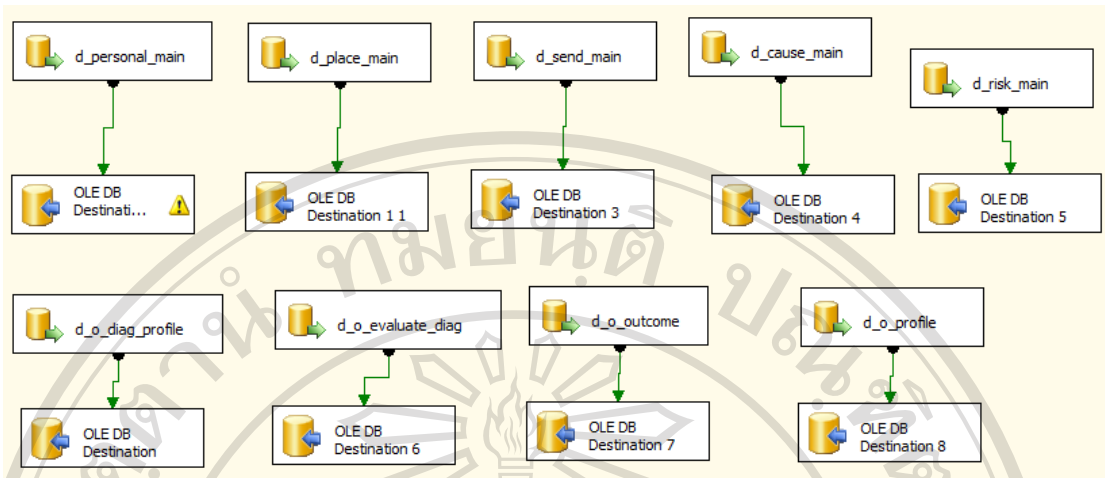 d_personal_main
d_place_main
d_send_main
d_cause_main
d_risk_main
OLE DB
Destinati...
OLE DB
Destination 1 1
OLE DB
Destination 3
OLE DB
Destination 4
OLE DB
Destination 5
d_o_diag_profile
d_o_evaluate_diag
d_o_outcome
d_o_profile
OLE DB
Destination
OLE DB
Destination 6
OLE DB
Destination 7
OLE DB
Destination 8